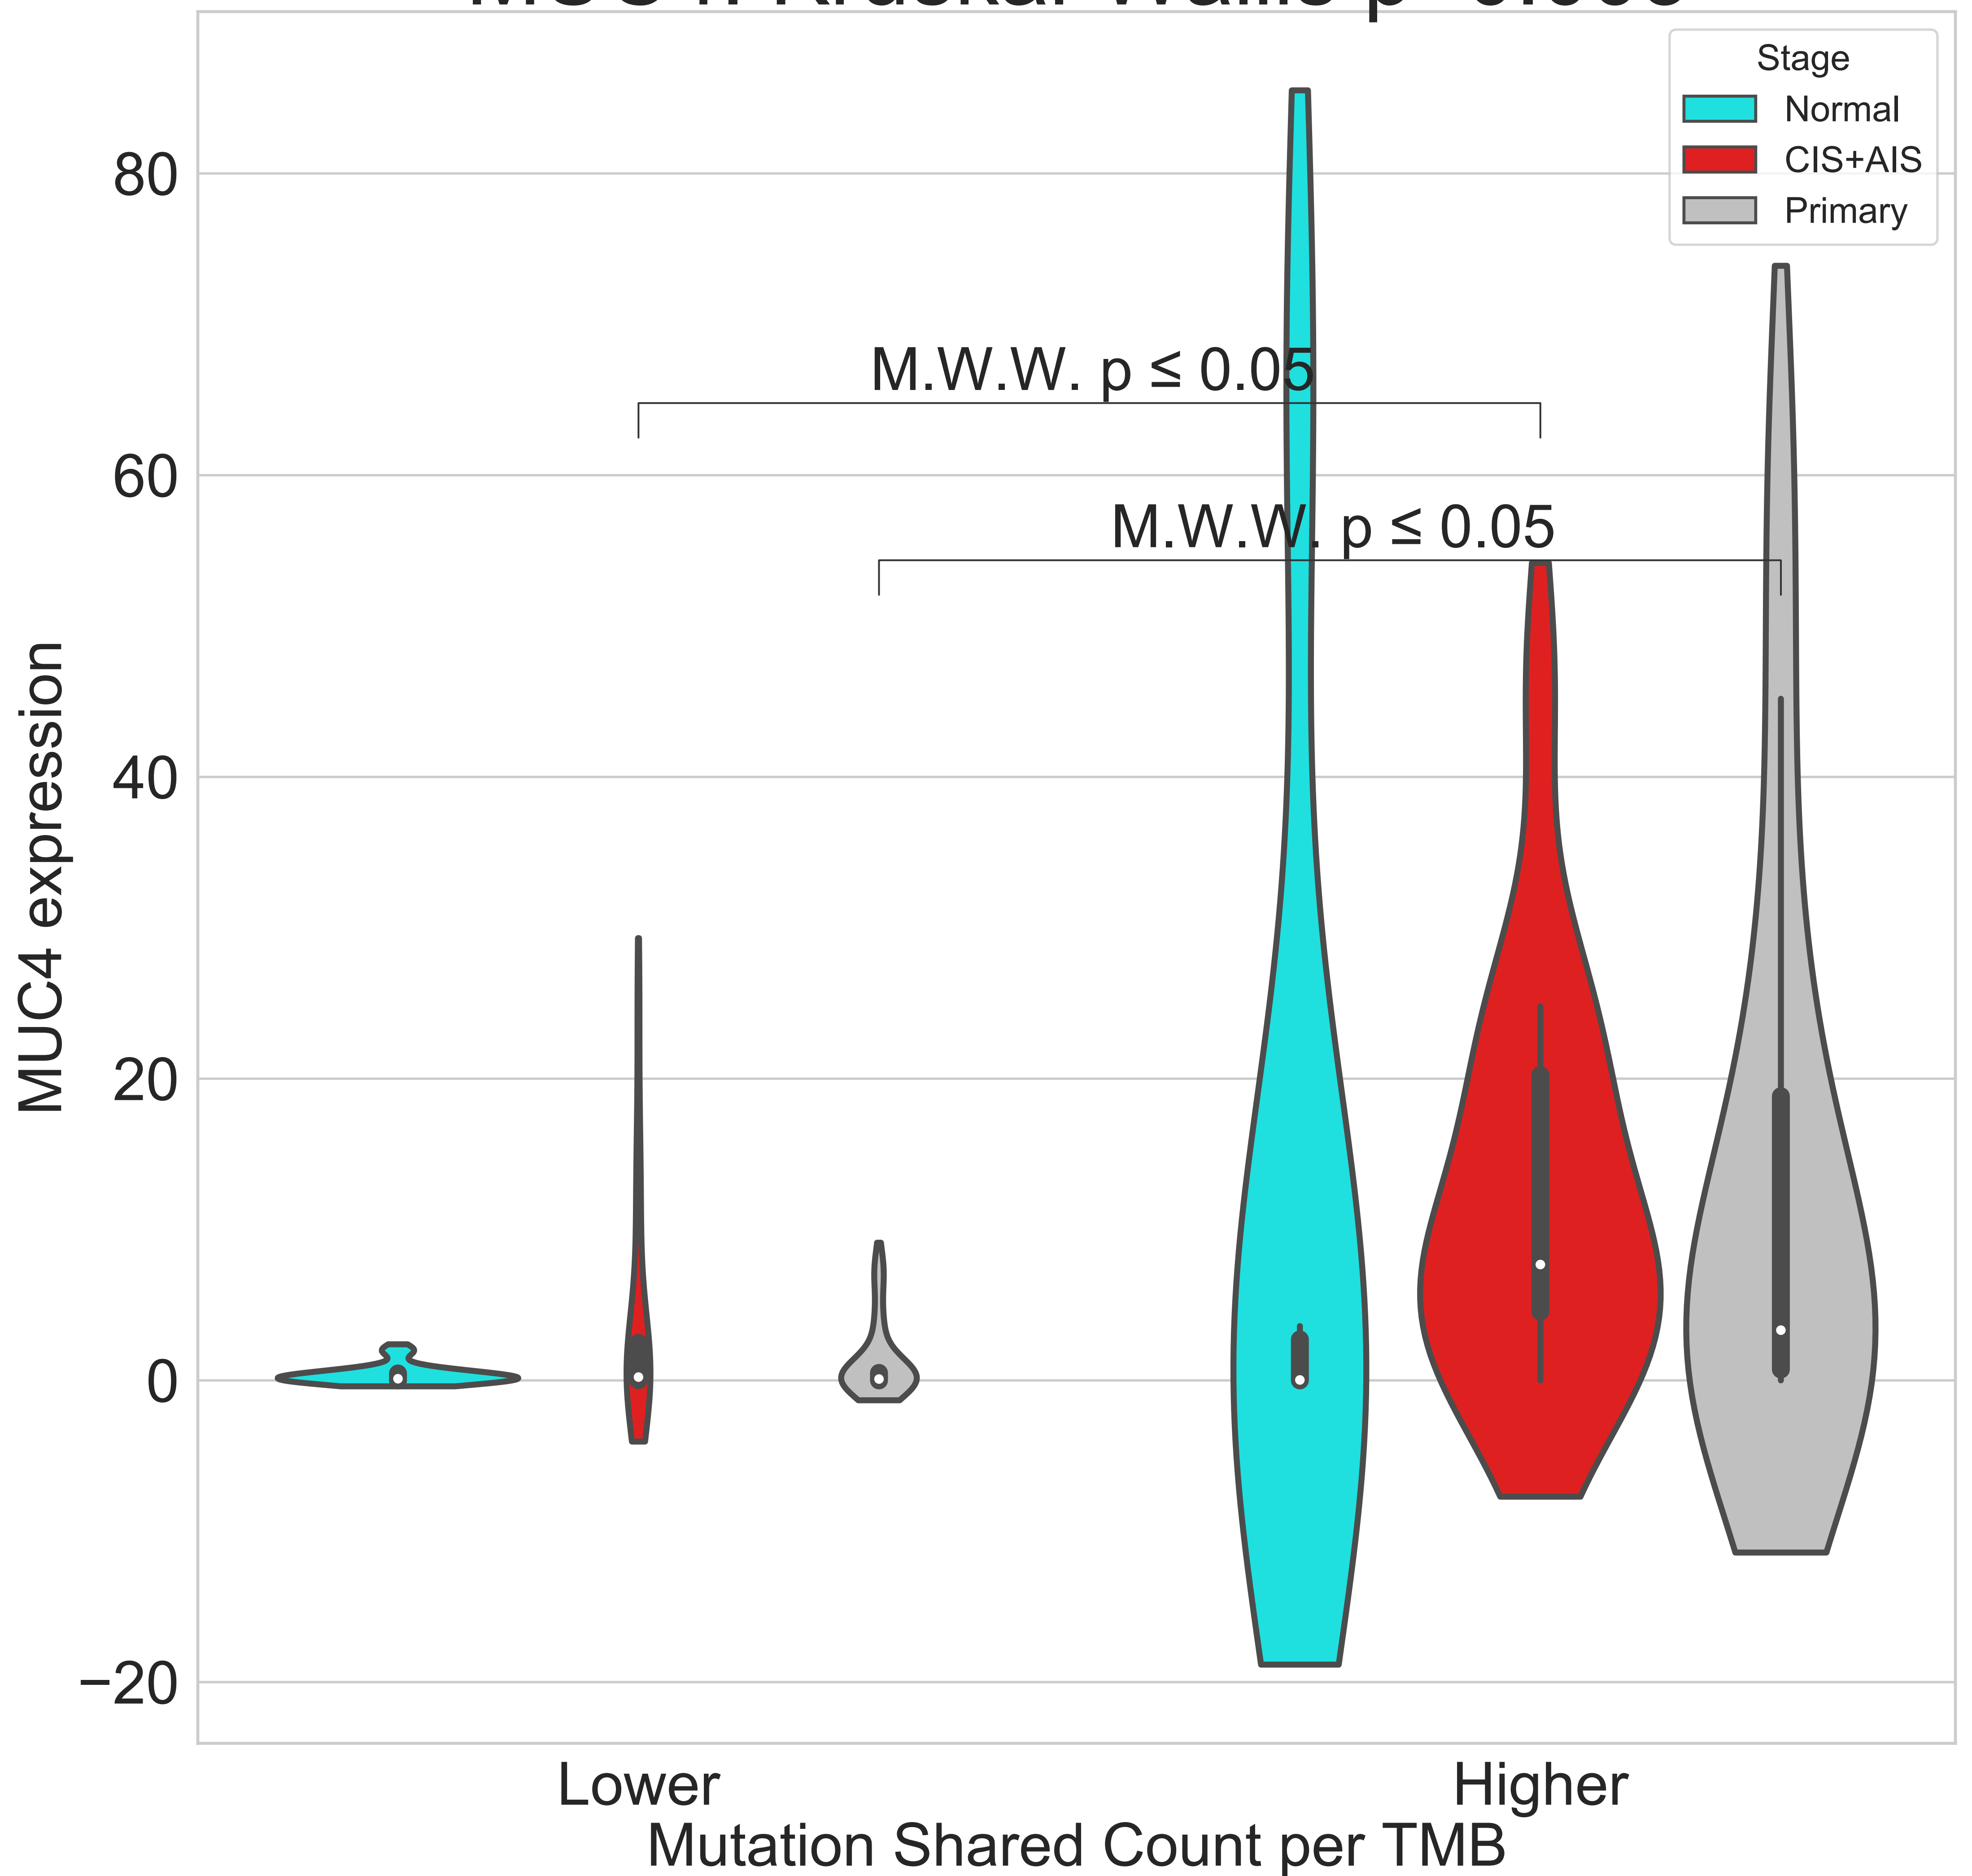 Stage
Normal
CIS+AIS
Primary
80
60
40
20
0
−20
MUC4 expression
M.W.W. p ≤ 0.05
M.W.W. p ≤ 0.05
Lower
Higher
Mutation Shared Count per TMB